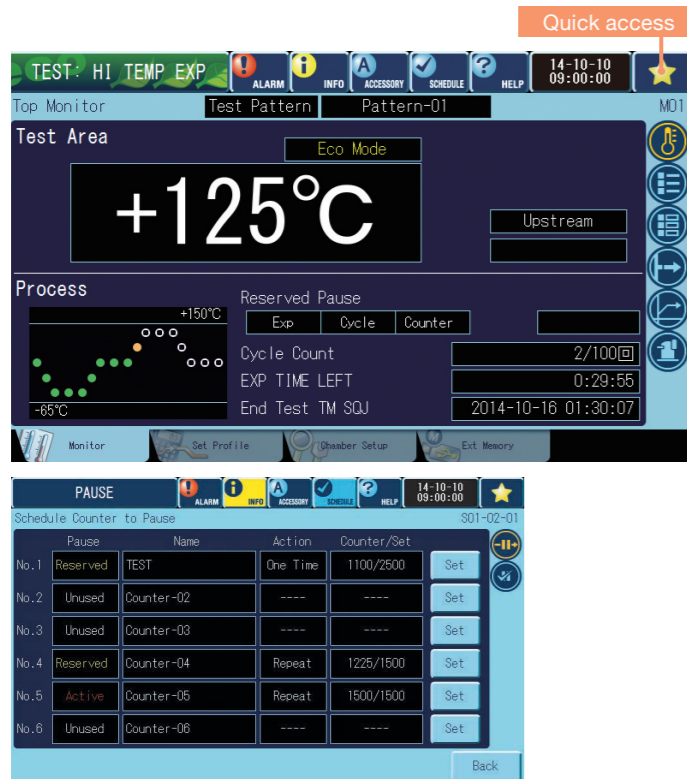 Quick access
TEST: HI TEMP EXP ALARM INFO ACCESSORY SCHEDULE HELP 14-10-10 09:00:00
Top Monitor Test Pattern Pattern-01 M01
Test Area
Eco Mode
+125℃
Upstream
Process
Reserved Pause
+150℃
Exp Cycle Counter
Cycle Count 2/100回
EXP TIME LEFT 0:29:55
-65℃ End Test TM SQJ 2014-10-16 01:30:07
Monitor Set Profile Chamber Setup Ext Memory
PAUSE ALARM INFO ACCESSORY SCHEDULE HELP 14-10-10 09:00:00
Schedule Counter to Pause S01-02-01
Pause Name Action Counter/Set
No.1 Reserved TEST One Time 1100/2500 Set
No.2 Unused Counter-02 ---- ---- Set
No.3 Unused Counter-03 ---- ---- Set
No.4 Reserved Counter-04 Repeat 1225/1500 Set
No.5 Active Counter-05 Repeat 1500/1500 Set
No.6 Unused Counter-06 ---- ---- Set
Back